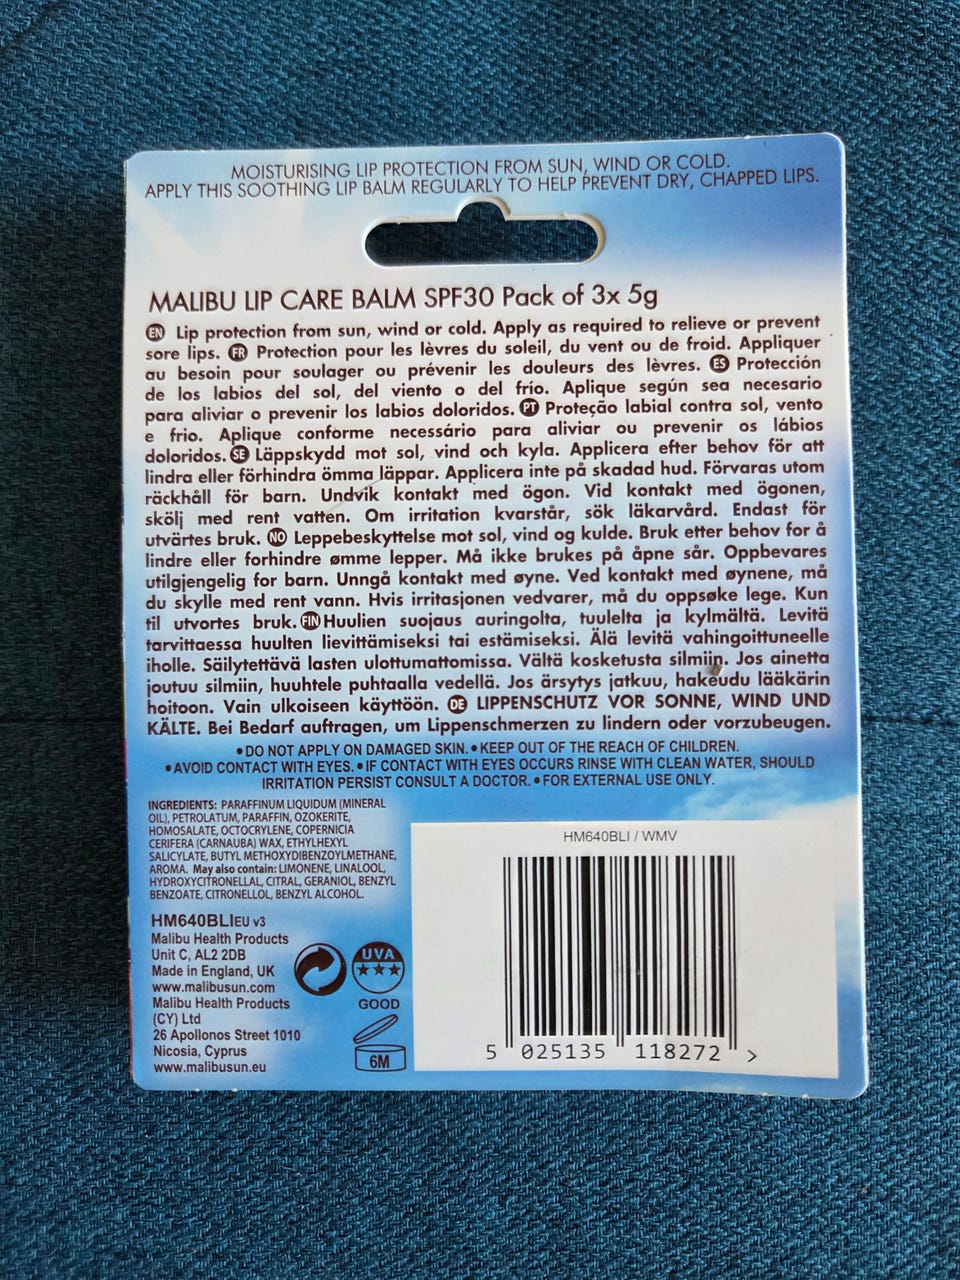 MOISTURISING LIP PROTECTION FROM SUN, WIND OR COLD.
APPLY THIS SOOTHING LIP BALM REGULARLY TO HELP PREVENT DRY, CHAPPED LIPS.
MALIBU LIP CARE BALM SPF30 Pack of 3x 5g
EN Lip protection from sun, wind or cold. Apply as required to relieve or prevent
sore lips. FR Protection pour les lèvres du soleil, du vent ou de froid. Appliquer
au besoin pour soulager ou prévenir les douleurs des lèvres. ES Protección
de los labios del sol, del viento o del frío. Aplique según sea necesario
para aliviar o prevenir los labios doloridos. PT Proteção labial contra sol, vento
e frio. Aplique conforme necessário para aliviar ou prevenir os lábios
doloridos. SE Läppskydd mot sol, vind och kyla. Applicera efter behov för att
lindra eller förhindra ömma läppar. Applicera inte på skadad hud. Förvaras utom
räckhåll för barn. Undvik kontakt med ögon. Vid kontakt med ögonen,
skölj med rent vatten. Om irritation kvarstår, sök läkarvård. Endast för
utvärtes bruk. NO Leppebeskyttelse mot sol, vind og kulde. Bruk etter behov for å
lindre eller forhindre ømme lepper. Må ikke brukes på åpne sår. Oppbevares
utilgjengelig for barn. Unngå kontakt med øyne. Ved kontakt med øynene, må
du skylle med rent vann. Hvis irritasjonen vedvarer, må du oppsøke lege. Kun
til utvortes bruk. FIN Huulien suojaus auringolta, tuulelta ja kylmältä. Levitä
tarvittaessa huulten lievittämiseksi tai estämiseksi. Älä levitä vahingoittuneelle
iholle. Säilytettävä lasten ulottumattomissa. Vältä kosketusta silmiin. Jos ainetta
joutuu silmiin, huuhtele puhtaalla vedellä. Jos ärsytys jatkuu, hakeudu lääkärin
hoitoon. Vain ulkoiseen käyttöön. DE LIPPENSCHUTZ VOR SONNE, WIND UND
KÄLTE. Bei Bedarf auftragen, um Lippenschmerzen zu lindern oder vorzubeugen.
• DO NOT APPLY ON DAMAGED SKIN. • KEEP OUT OF THE REACH OF CHILDREN.
• AVOID CONTACT WITH EYES. • IF CONTACT WITH EYES OCCURS RINSE WITH CLEAN WATER, SHOULD
IRRITATION PERSIST CONSULT A DOCTOR. • FOR EXTERNAL USE ONLY.
INGREDIENTS: PARAFFINUM LIQUIDUM (MINERAL
OIL), PETROLATUM, PARAFFIN, OZOKERITE,
HOMOSALATE, OCTOCRYLENE, COPERNICIA
CERIFERA (CARNAUBA) WAX, ETHYLHEXYL
SALICYLATE, BUTYL METHOXYDIBENZOYLMETHANE,
AROMA. May also contain: LIMONENE, LINALOOL,
HYDROXYCITRONELLAL, CITRAL, GERANIOL, BENZYL
BENZOATE, CITRONELLOL, BENZYL ALCOHOL.
HM640BLIEU v3
Malibu Health Products
Unit C, AL2 2DB
Made in England, UK
www.malibusun.com
Malibu Health Products
(CY) Ltd
26 Apollonos Street 1010
Nicosia, Cyprus
www.malibusun.eu
UVA
GOOD
6M
HM640BLI / WMV
5 025135 118272 >